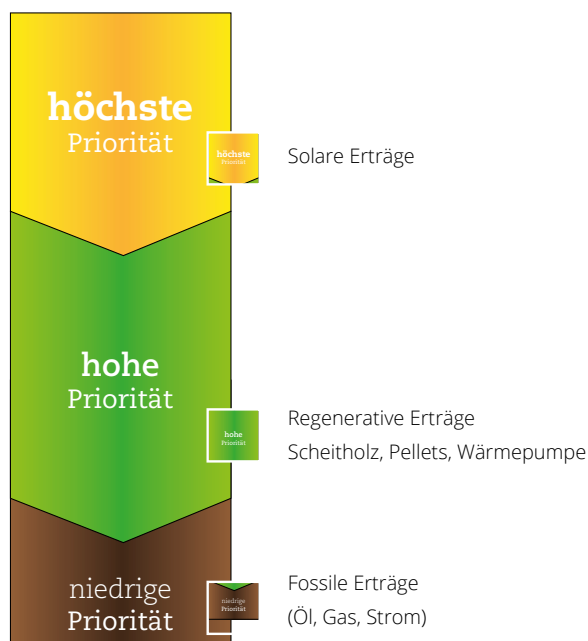 höchste
Priorität
höchste
Priorität
Solare Erträge
hohe
Priorität
hohe
Priorität
Regenerative Erträge
Scheitholz, Pellets, Wärmepumpe
niedrige
Priorität
niedrige
Priorität
Fossile Erträge
(Öl, Gas, Strom)